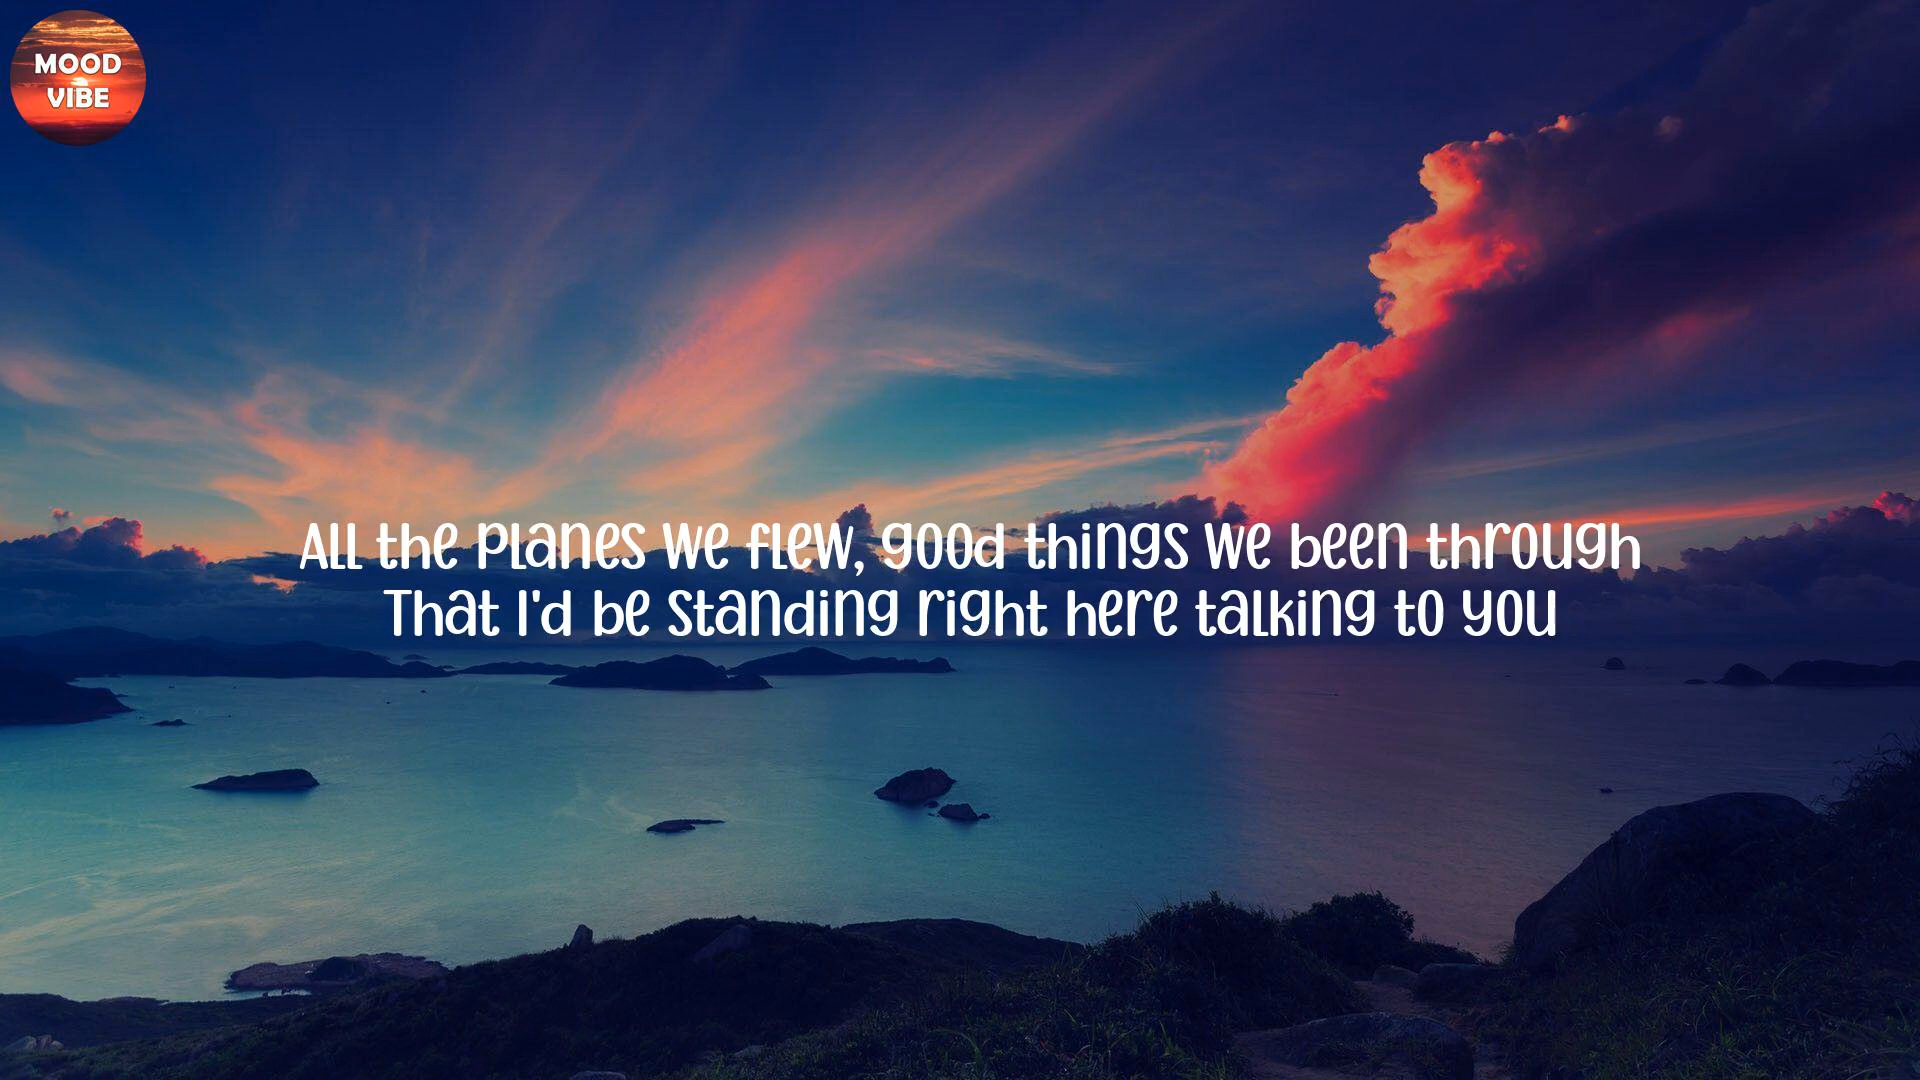 MOOD
VIBE
All the planes we flew, good things we been through
That I'd be standing right here talking to you